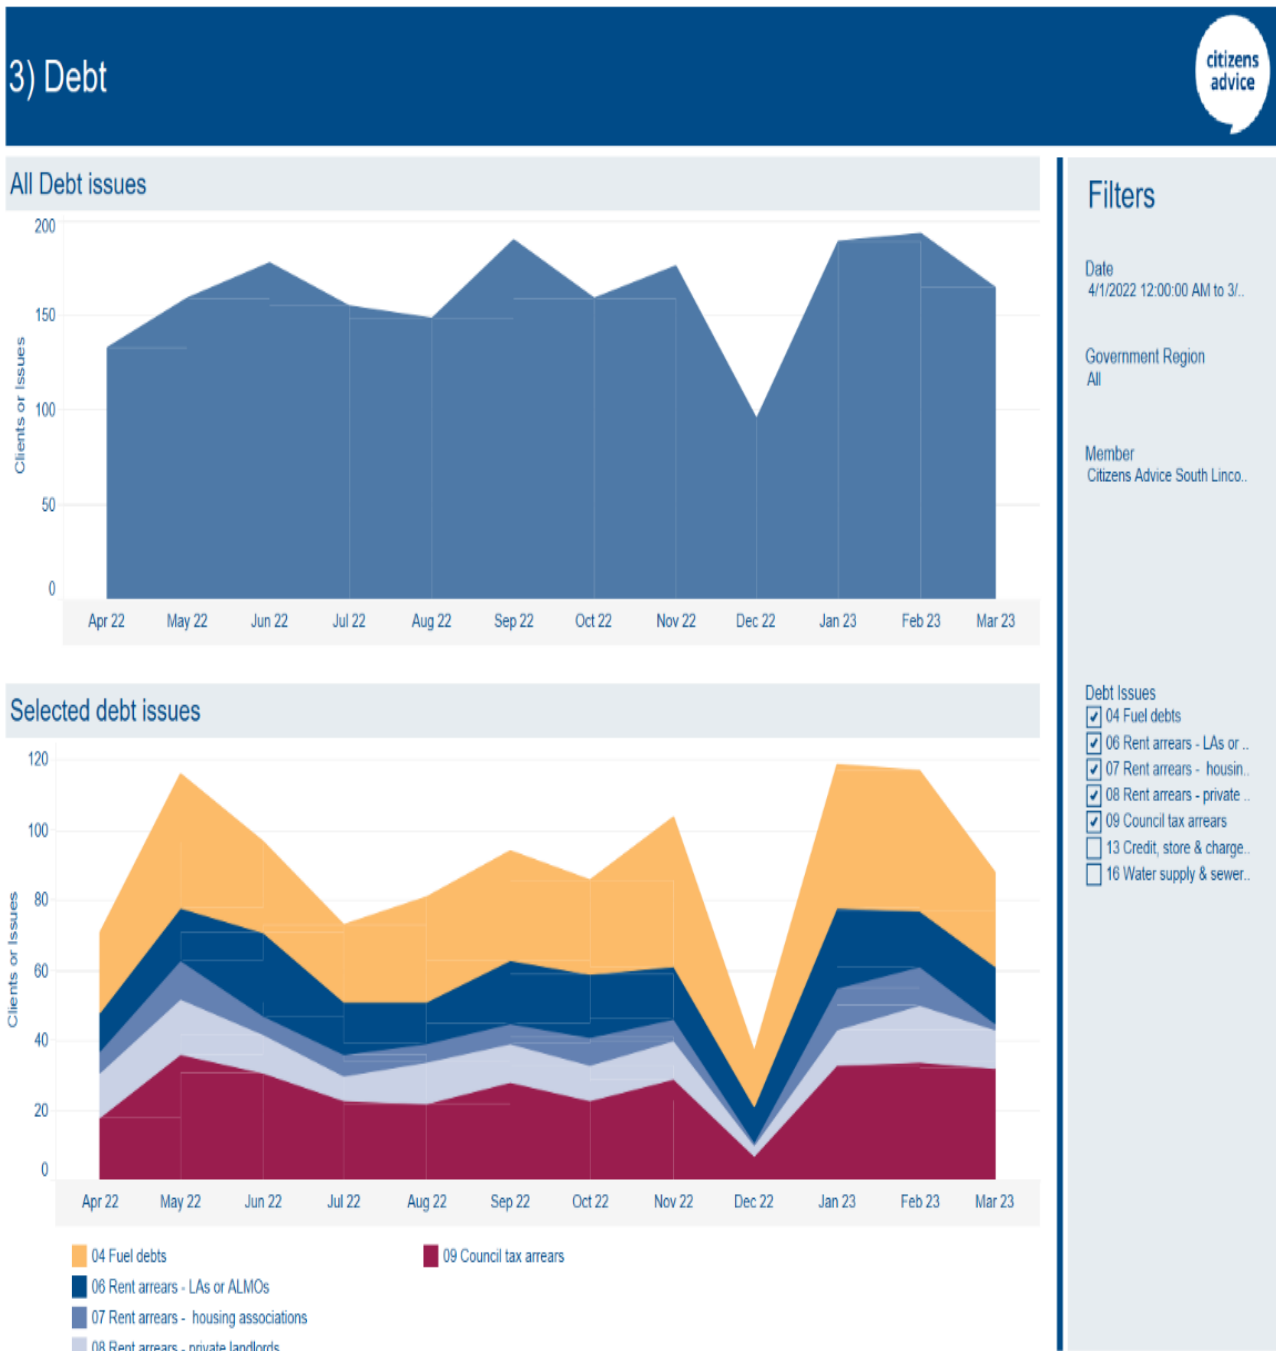 3) Debt
citizens
advice
All Debt issues
200
150
100
50
0
Clients or Issues
Apr 22 May 22 Jun 22 Jul 22 Aug 22 Sep 22 Oct 22 Nov 22 Dec 22 Jan 23 Feb 23 Mar 23
Selected debt issues
120
100
80
60
40
20
0
Clients or Issues
Apr 22 May 22 Jun 22 Jul 22 Aug 22 Sep 22 Oct 22 Nov 22 Dec 22 Jan 23 Feb 23 Mar 23
04 Fuel debts
09 Council tax arrears
06 Rent arrears - LAs or ALMOs
07 Rent arrears - housing associations
08 Rent arrears - private landlords
Filters
Date
4/1/2022 12:00:00 AM to 3/..
Government Region
All
Member
Citizens Advice South Linco..
Debt Issues
04 Fuel debts
06 Rent arrears - LAs or ..
07 Rent arrears - housin..
08 Rent arrears - private ..
09 Council tax arrears
13 Credit, store & charge..
16 Water supply & sewer..